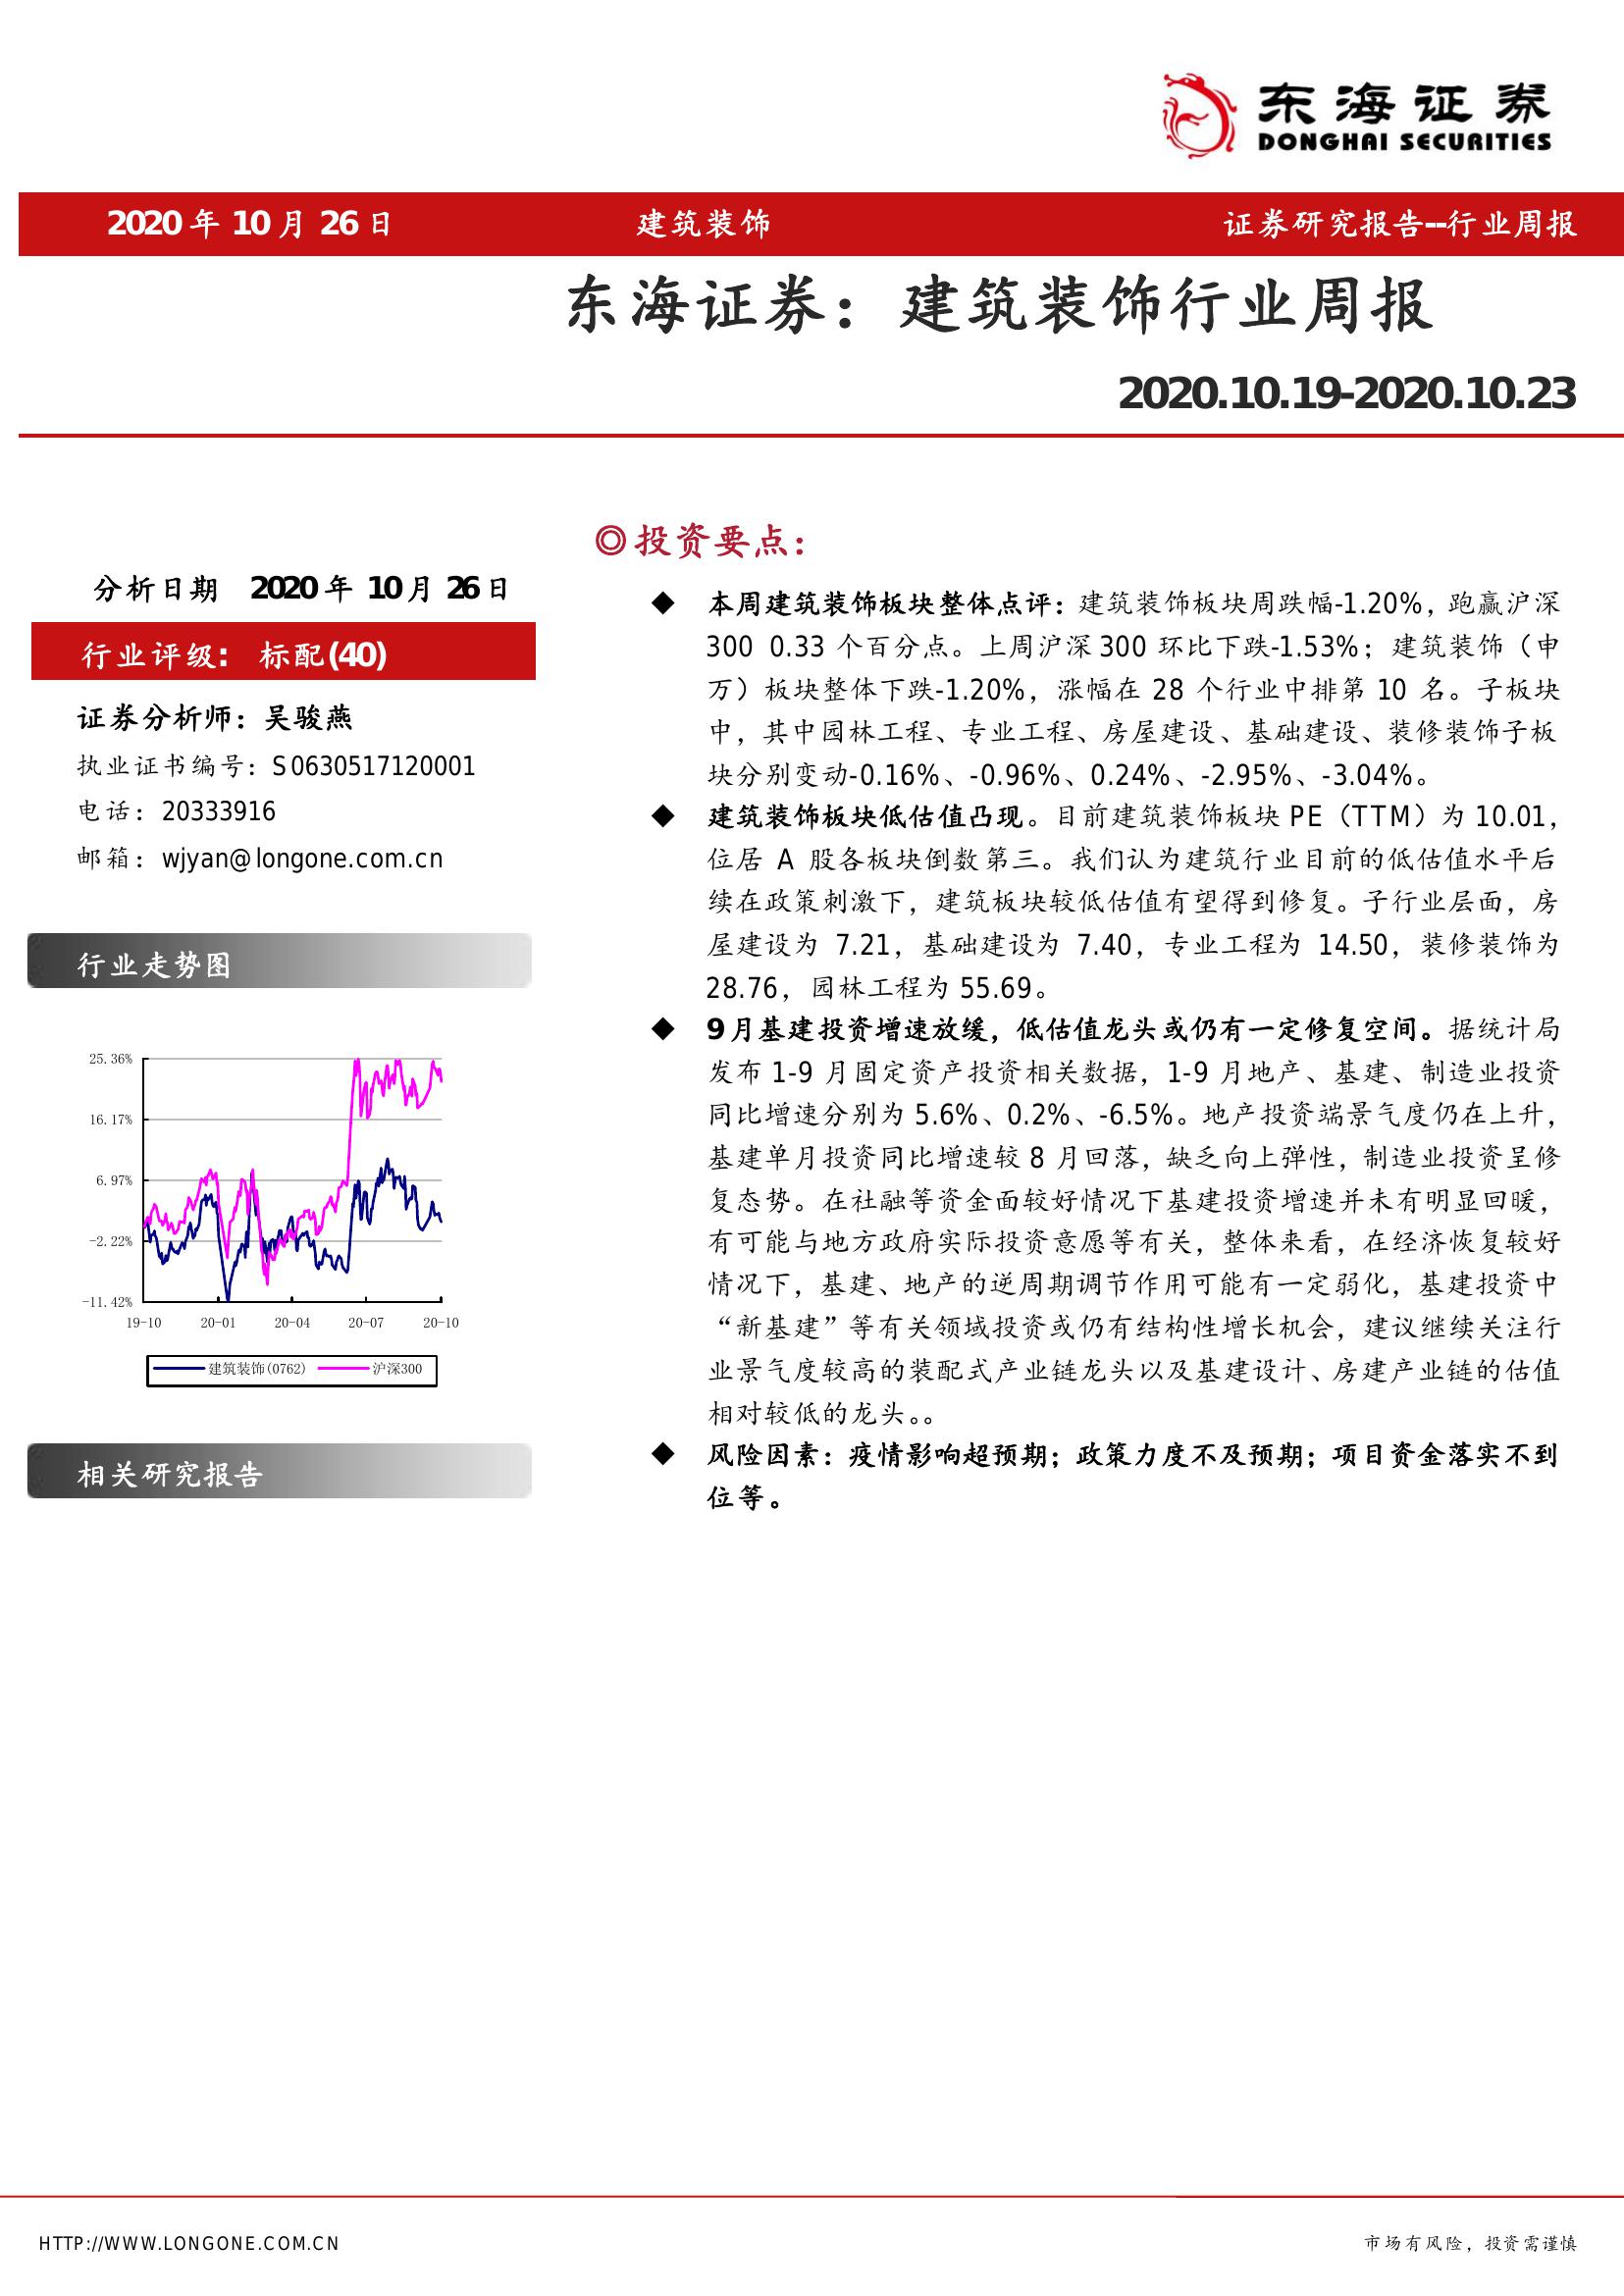 东海证券
DONGHAI SECURITIES
2020 年 10 月 26 日 建筑装饰 证券研究报告--行业周报
东海证券：建筑装饰行业周报
2020.10.19-2020.10.23
分析日期 2020 年 10 月 26 日
行业评级： 标配(40)
证券分析师：吴骏燕
执业证书编号：S0630517120001
电话：20333916
邮箱：wjyan@longone.com.cn
行业走势图
25.36%
16.17%
6.97%
-2.22%
-11.42%
19-10 20-01 20-04 20-07 20-10
建筑装饰(0762) 沪深300
相关研究报告
◎投资要点：
◆ 本周建筑装饰板块整体点评：建筑装饰板块周跌幅-1.20%，跑赢沪深
300 0.33 个百分点。上周沪深 300 环比下跌-1.53%；建筑装饰（申
万）板块整体下跌-1.20%，涨幅在 28 个行业中排第 10 名。子板块
中，其中园林工程、专业工程、房屋建设、基础建设、装修装饰子板
块分别变动-0.16%、-0.96%、0.24%、-2.95%、-3.04%。
◆ 建筑装饰板块低估值凸现。目前建筑装饰板块 PE（TTM）为 10.01，
位居 A 股各板块倒数第三。我们认为建筑行业目前的低估值水平后
续在政策刺激下，建筑板块较低估值有望得到修复。子行业层面，房
屋建设为 7.21，基础建设为 7.40，专业工程为 14.50，装修装饰为
28.76，园林工程为 55.69。
◆ 9 月基建投资增速放缓，低估值龙头或仍有一定修复空间。据统计局
发布 1-9 月固定资产投资相关数据，1-9 月地产、基建、制造业投资
同比增速分别为 5.6%、0.2%、-6.5%。地产投资端景气度仍在上升，
基建单月投资同比增速较 8 月回落，缺乏向上弹性，制造业投资呈修
复态势。在社融等资金面较好情况下基建投资增速并未有明显回暖，
有可能与地方政府实际投资意愿等有关，整体来看，在经济恢复较好
情况下，基建、地产的逆周期调节作用可能有一定弱化，基建投资中
“新基建”等有关领域投资或仍有结构性增长机会，建议继续关注行
业景气度较高的装配式产业链龙头以及基建设计、房建产业链的估值
相对较低的龙头。。
◆ 风险因素：疫情影响超预期；政策力度不及预期；项目资金落实不到
位等。
HTTP://WWW.LONGONE.COM.CN 市场有风险，投资需谨慎